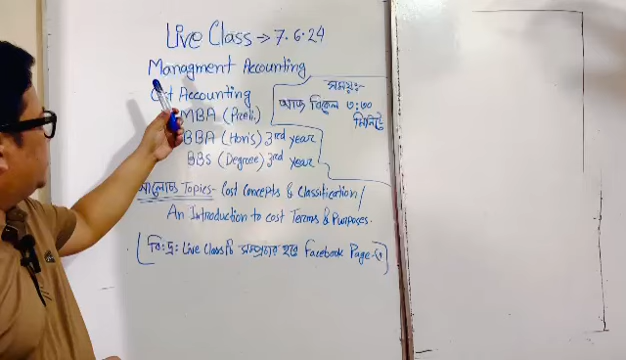 Live Class → 7.6.24
Managment Accounting
Cost Accounting
MBA (Preli.)
BBA (Hons) 3rd year
BBS (Degree) 3rd year
সময়:-
আজ বিকেল ৩:৩০
মিনিটে
আলোচ্য Topics- Cost Concepts & Classification/
An Introduction to Cost Terms & Purposes.
[বি:দ্র: Live Class টি সম্প্রচার হবে Facebook Page-এ]